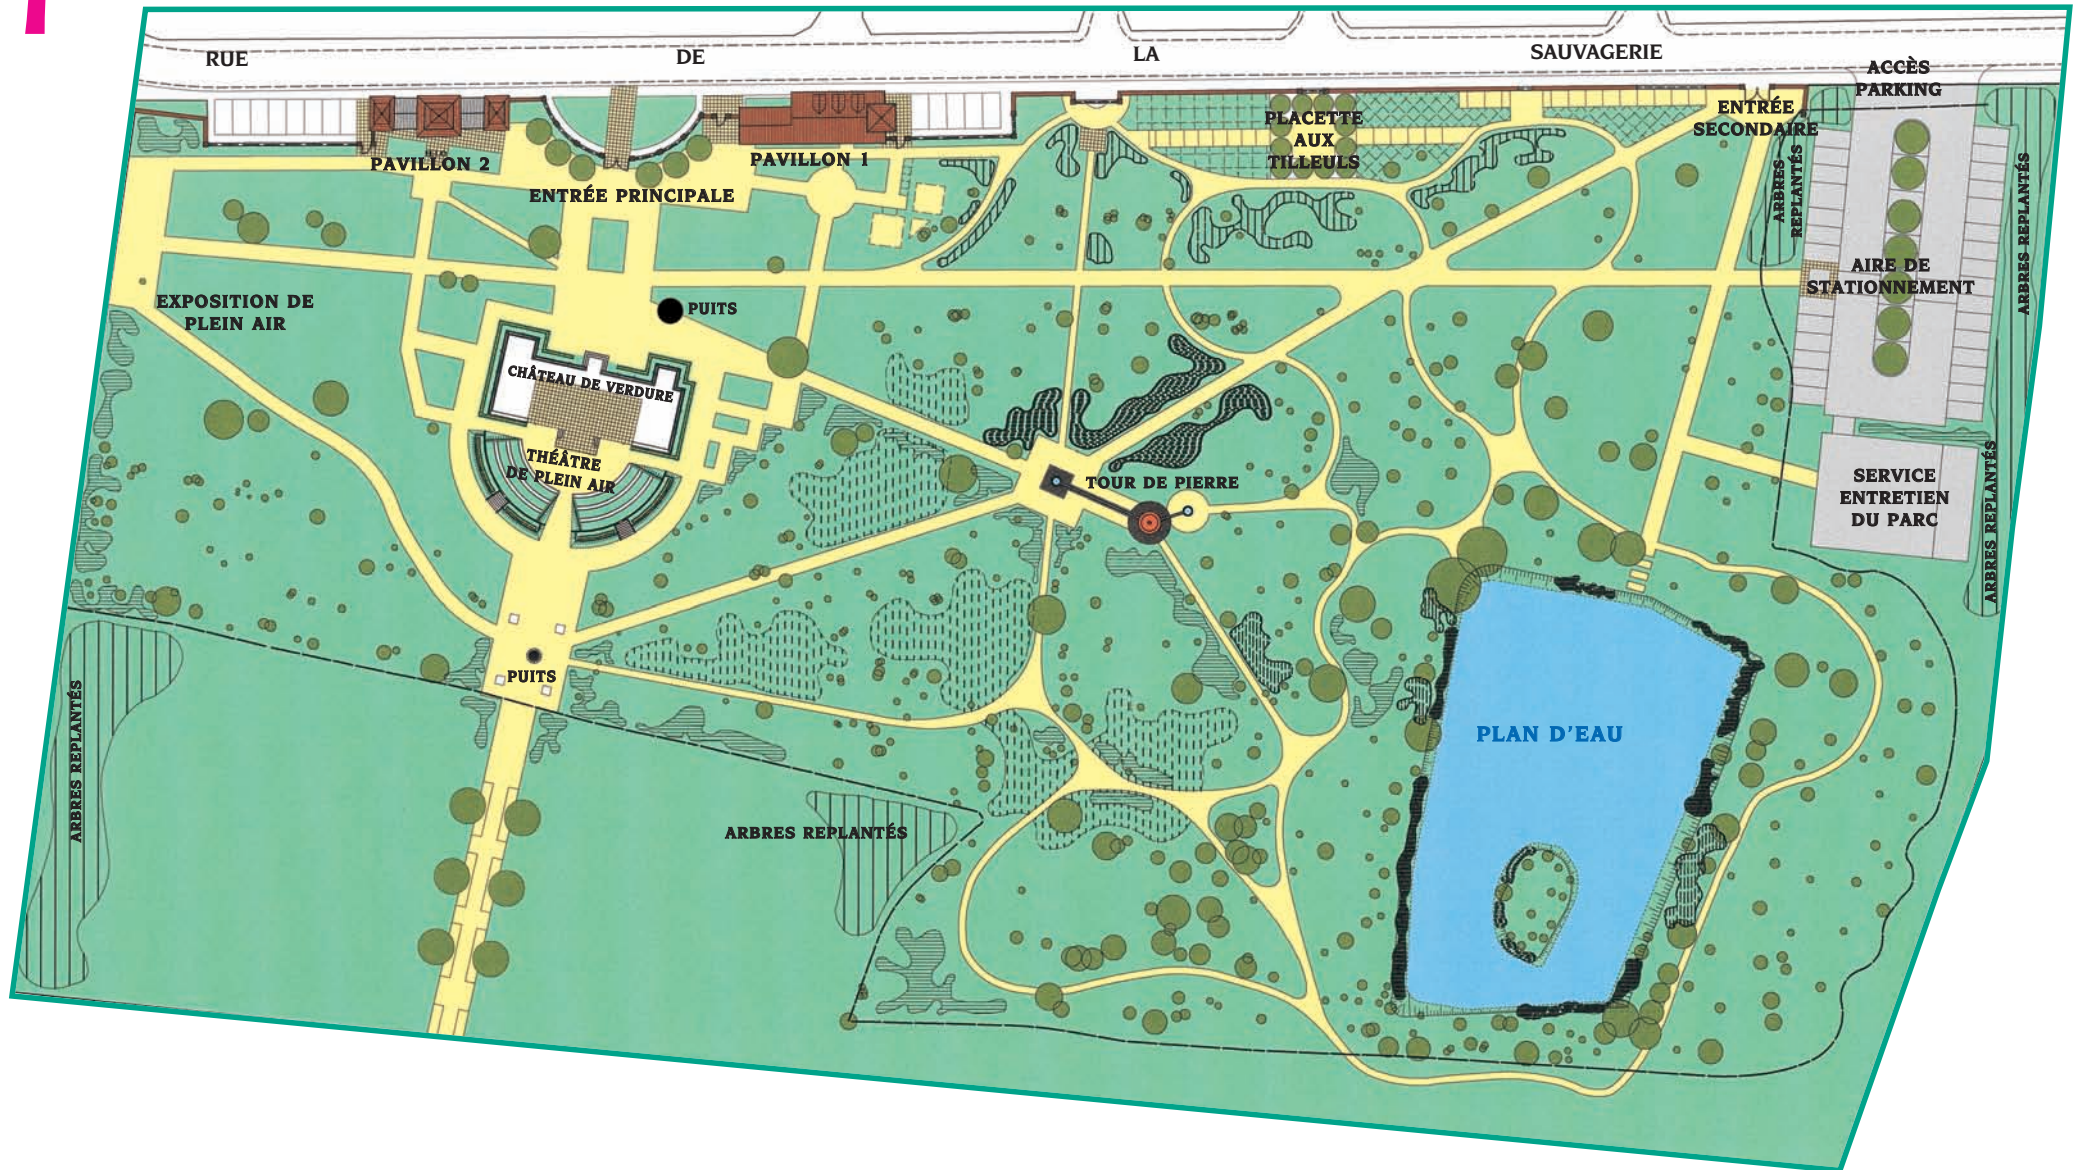 RUE DE LA SAUVAGERIE
ACCÈS
PARKING
ENTRÉE
SECONDAIRE
PLACETTE
AUX
TILLEULS
PAVILLON 2
PAVILLON 1
ENTRÉE PRINCIPALE
ARBRES
REPLANTÉS
ARBRES REPLANTÉS
AIRE DE
STATIONNEMENT
EXPOSITION DE
PLEIN AIR
PUITS
CHÂTEAU DE VERDURE
THÉÂTRE
DE PLEIN AIR
TOUR DE PIERRE
SERVICE
ENTRETIEN
DU PARC
ARBRES REPLANTÉS
PUITS
ARBRES REPLANTÉS
PLAN D'EAU
ARBRES REPLANTÉS